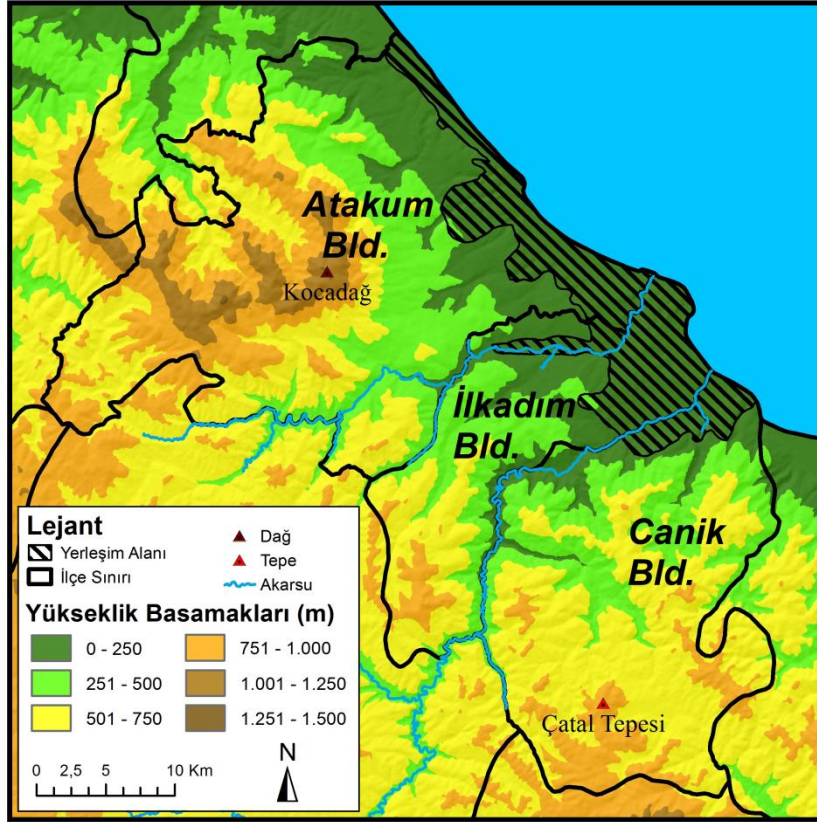 Atakum
Bld.
Kocadağ
İlkadım
Bld.
Canik
Bld.
Çatal Tepesi
Lejant
Yerleşim Alanı
İlçe Sınırı
Dağ
Tepe
Akarsu
Yükseklik Basamakları (m)
0 - 250
251 - 500
501 - 750
751 - 1.000
1.001 - 1.250
1.251 - 1.500
0 2,5 5 10 Km
N